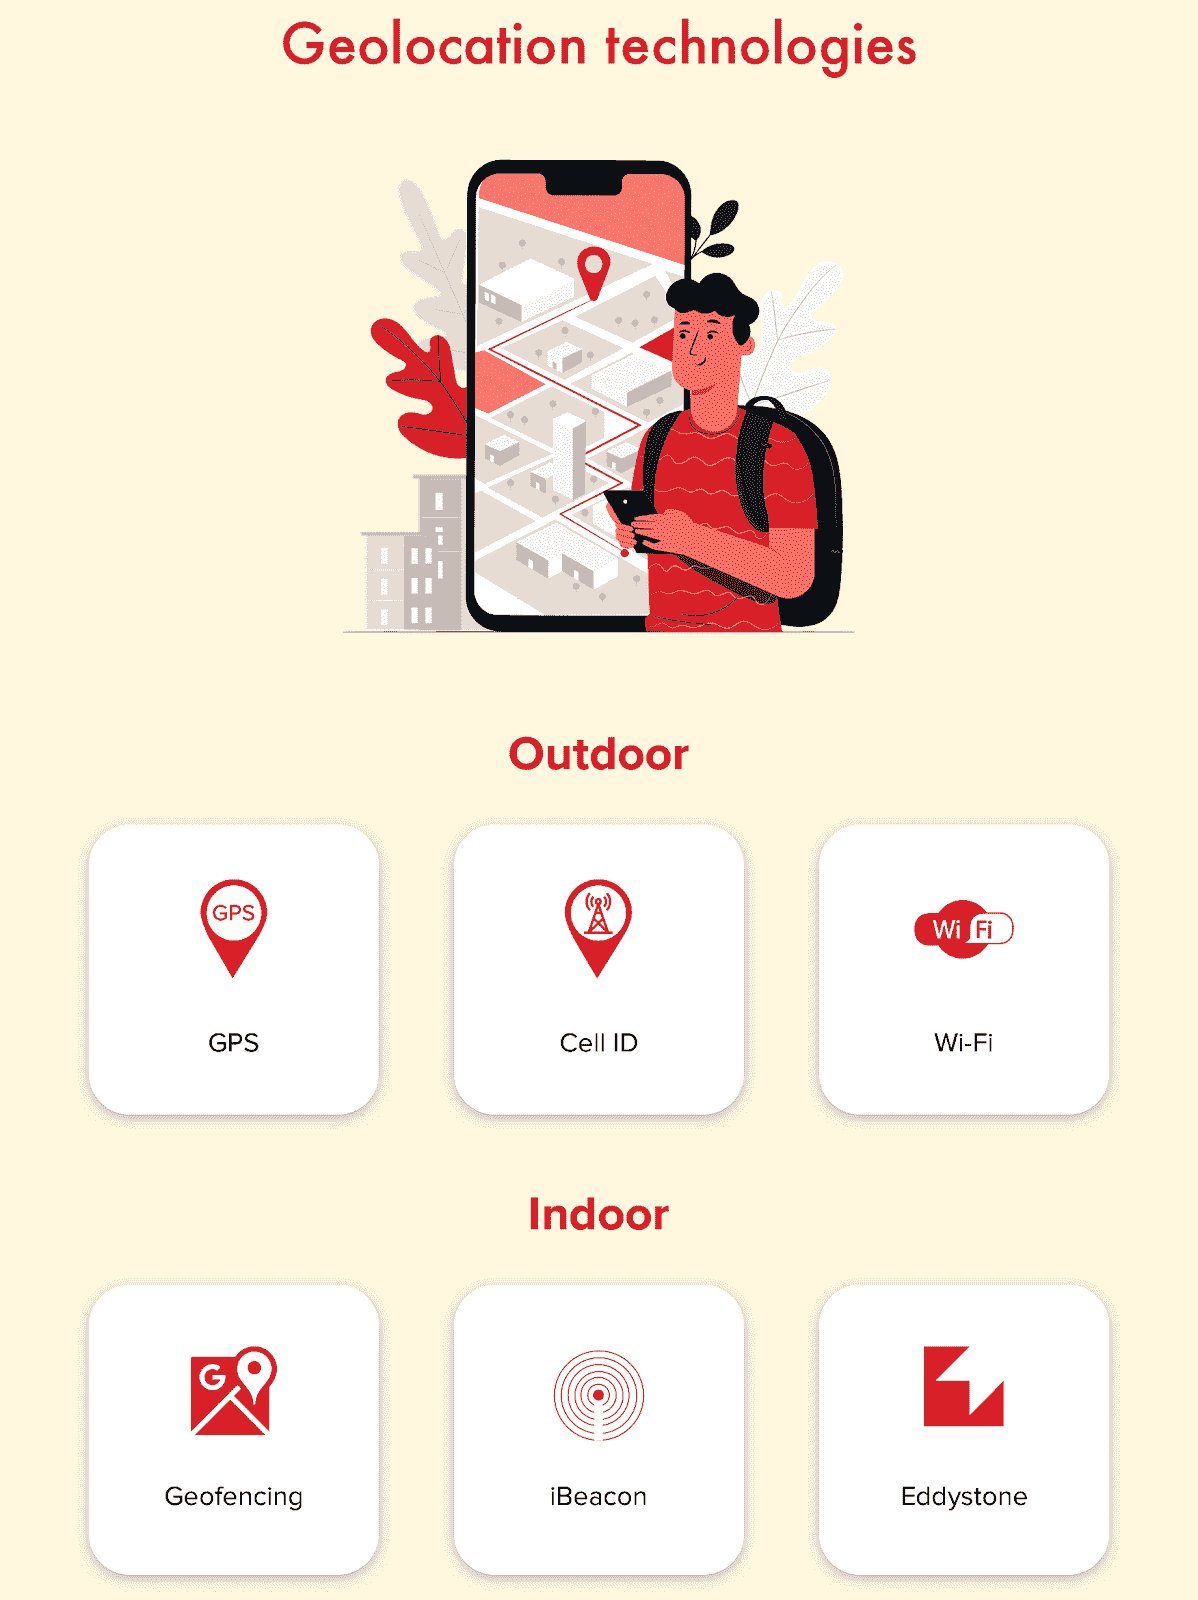 Geolocation technologies
Outdoor
GPS
Wi Fi
GPS
Cell ID
Wi-Fi
Indoor
G
Geofencing
iBeacon
Eddystone